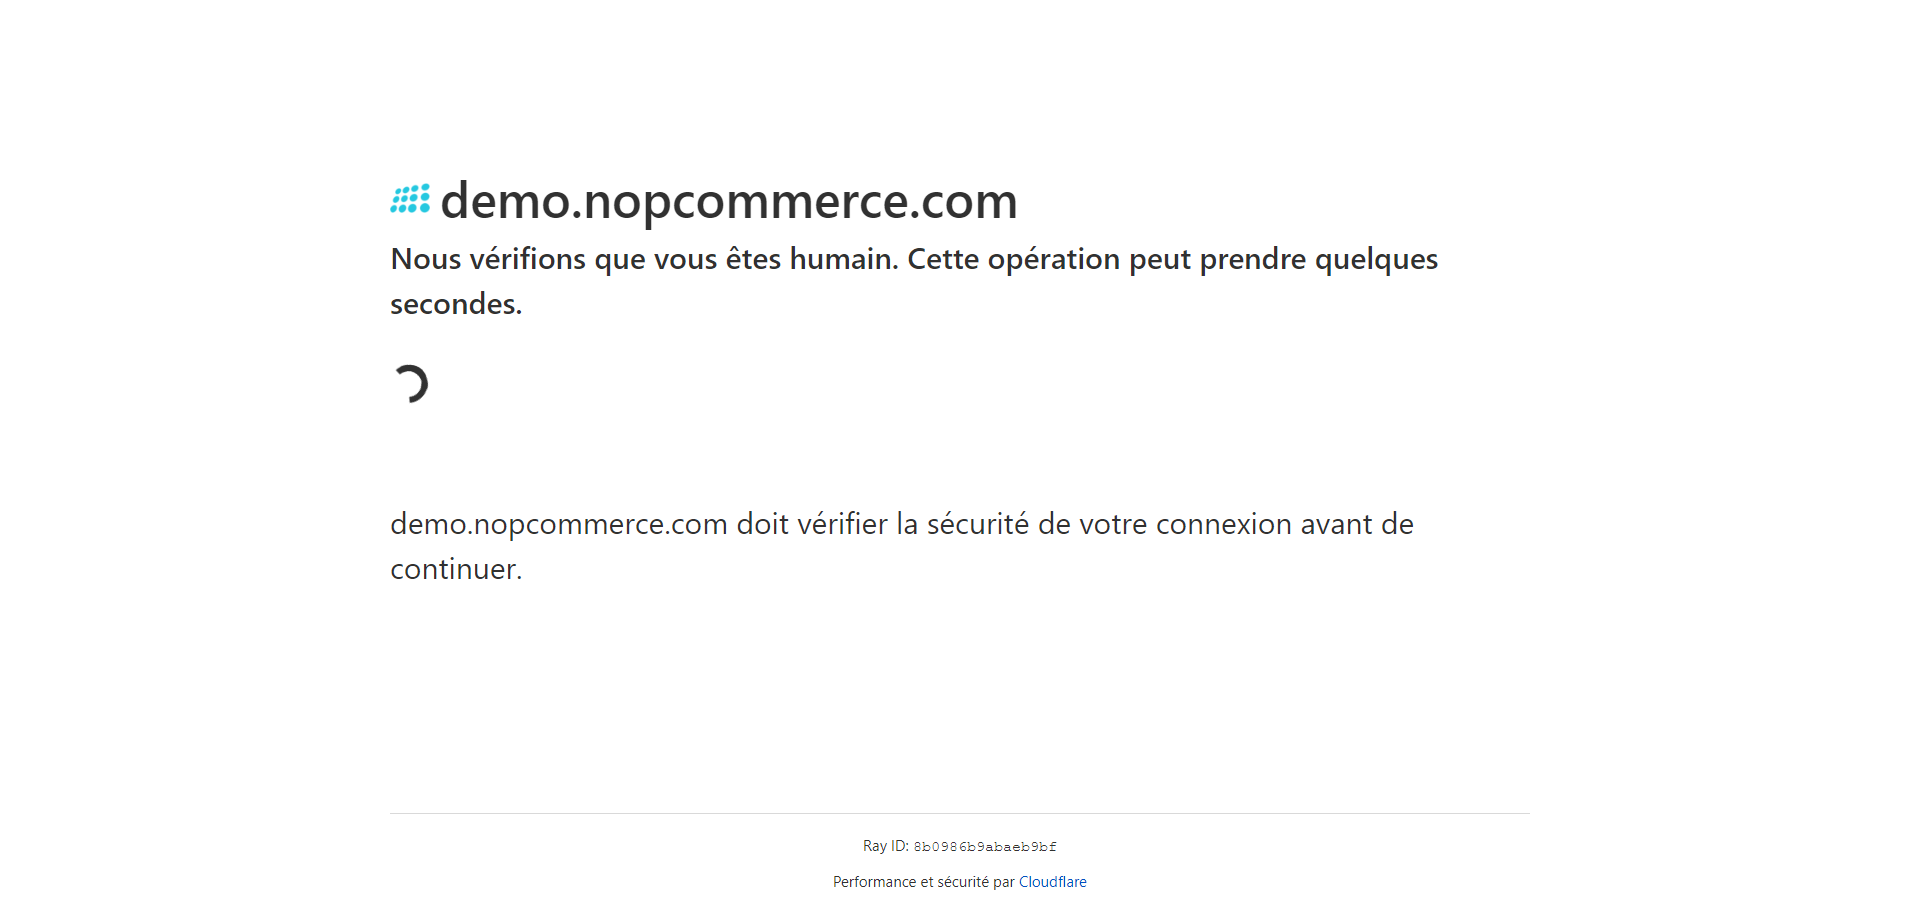 demo.nopcommerce.com
Nous vérifions que vous êtes humain. Cette opération peut prendre quelques
secondes.
demo.nopcommerce.com doit vérifier la sécurité de votre connexion avant de
continuer.
Ray ID: 8b0986b9abaeb9bf
Performance et sécurité par Cloudflare